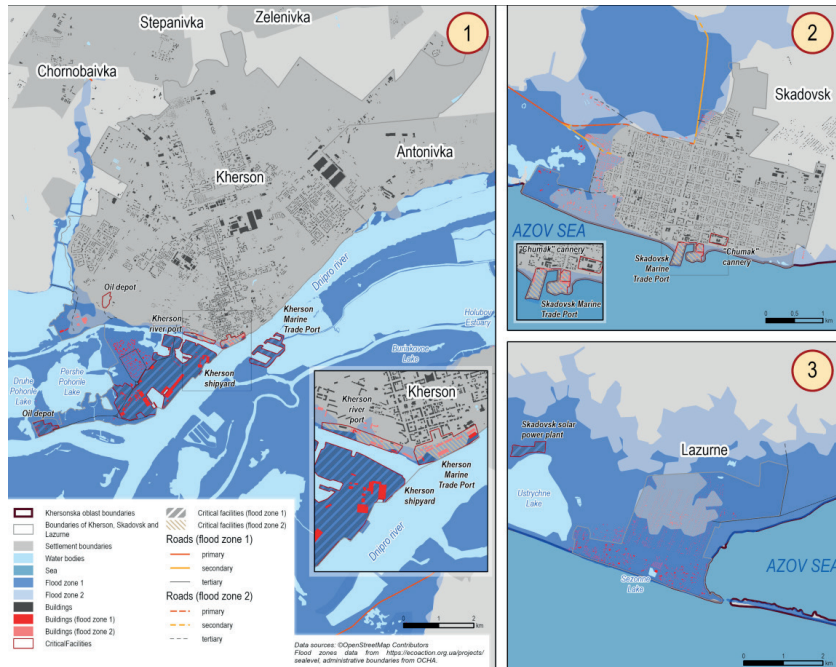 1
Stepanivka
Zelenivka
Chornobaivka
Antonivka
Kherson
Dnipro river
Oil depot
Kherson
river port
Kherson
Marine
Trade Port
Holubov
Estuary
Buriakovoe
Lake
Kherson
shipyard
Druhe
Pohorile
Lake
Pershe
Pohorile
Lake
Oil depot
Kherson
Kherson
river
port
Kherson
Marine
Trade Port
Kherson
shipyard
Dnipro river
Khersonska oblast boundaries
Boundaries of Kherson, Skadovsk and
Lazurne
Settlement boundaries
Water bodies
Sea
Flood zone 1
Flood zone 2
Buildings
Buildings (flood zone 1)
Buildings (flood zone 2)
CriticalFacilities
Critical facilities (flood zone 1)
Critical facilities (flood zone 2)
Roads (flood zone 1)
primary
secondary
tertiary
Roads (flood zone 2)
primary
secondary
tertiary
0 1 2
km
Data sources: ©OpenStreetMap Contributors
Flood zones data from https://ecoaction.org.ua/projects/
sealevel, administrative boundaries from OCHA.
2
Skadovsk
AZOV SEA
"Chumak" cannery
Skadovsk Marine
Trade Port
Skadovsk
Marine
Trade Port
"Chumak"
cannery
0 0.5 1
km
3
Skadovsk solar
power plant
Lazurne
Ustrychne
Lake
Sezurne
Lake
AZOV SEA
0 1 2
km